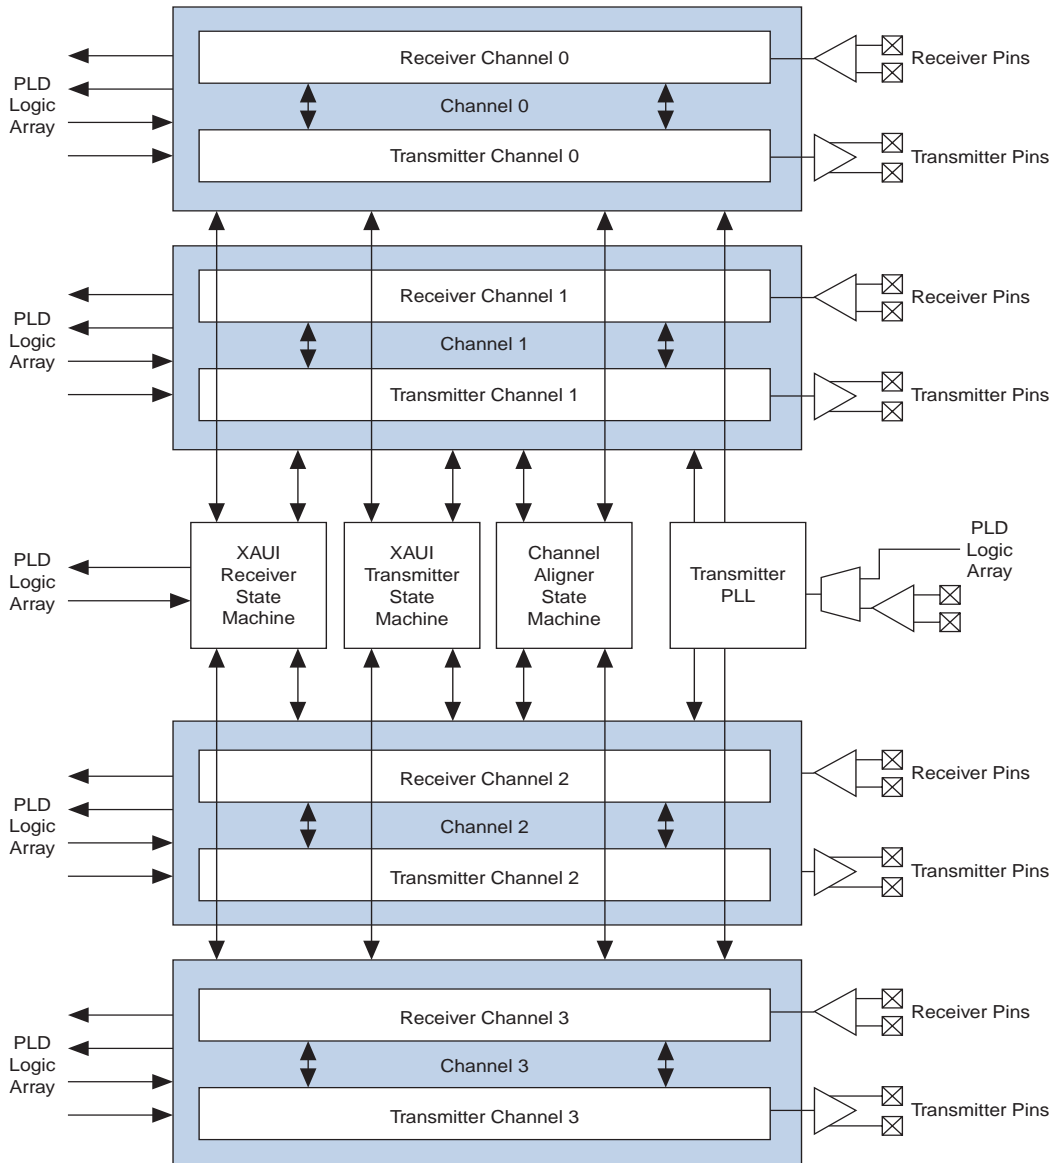 Receiver Channel 0
Receiver Pins
PLD
Logic
Array
Channel 0
Transmitter Channel 0
Transmitter Pins
Receiver Channel 1
Receiver Pins
PLD
Logic
Array
Channel 1
Transmitter Channel 1
Transmitter Pins
PLD
Logic
Array
XAUI
Receiver
State
Machine
XAUI
Transmitter
State
Machine
Channel
Aligner
State
Machine
Transmitter
PLL
PLD
Logic
Array
Receiver Channel 2
Receiver Pins
PLD
Logic
Array
Channel 2
Transmitter Channel 2
Transmitter Pins
Receiver Channel 3
Receiver Pins
PLD
Logic
Array
Channel 3
Transmitter Channel 3
Transmitter Pins